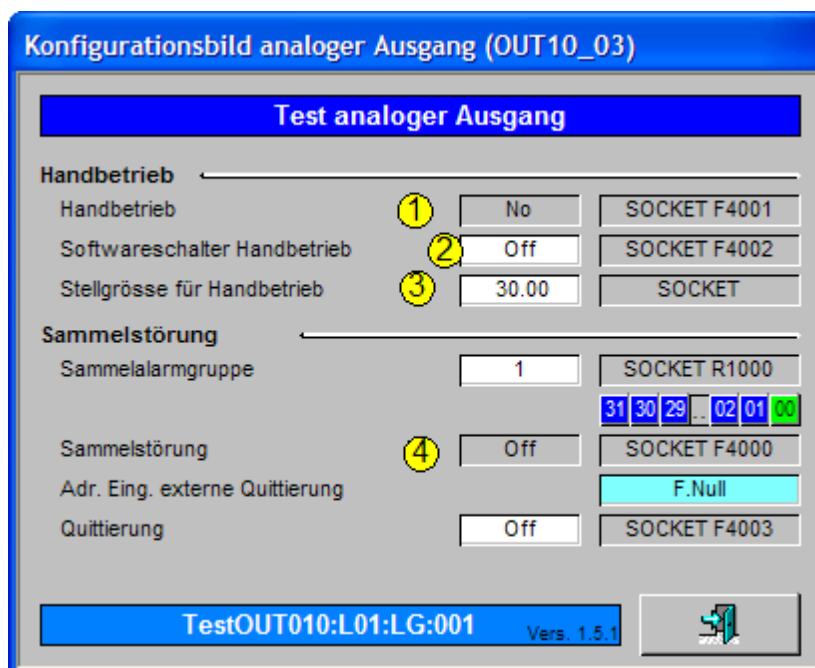 Konfigurationsbild analoger Ausgang (OUT10_03)
Test analoger Ausgang
Handbetrieb
Handbetrieb 1 No SOCKET F4001
Softwareschalter Handbetrieb 2 Off SOCKET F4002
Stellgrösse für Handbetrieb 3 30.00 SOCKET
Sammelstörung
Sammelalarmgruppe 1 SOCKET R1000
31 30 29 .. 02 01 00
Sammelstörung 4 Off SOCKET F4000
Adr. Eing. externe Quittierung F.Null
Quittierung Off SOCKET F4003
TestOUT010:L01:LG:001 Vers. 1.5.1